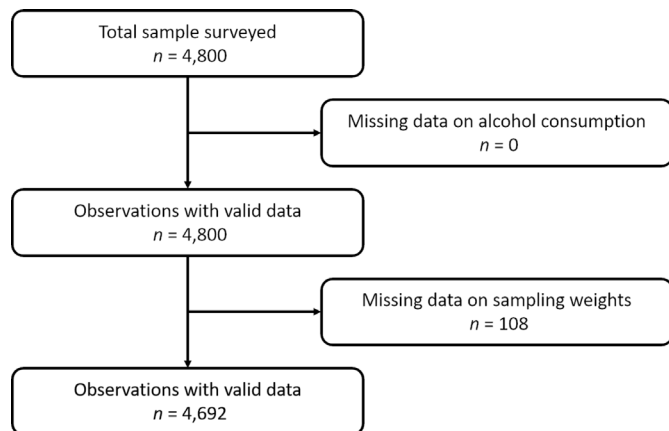 Total sample surveyed
n = 4,800
Missing data on alcohol consumption
n = 0
Observations with valid data
n = 4,800
Missing data on sampling weights
n = 108
Observations with valid data
n = 4,692